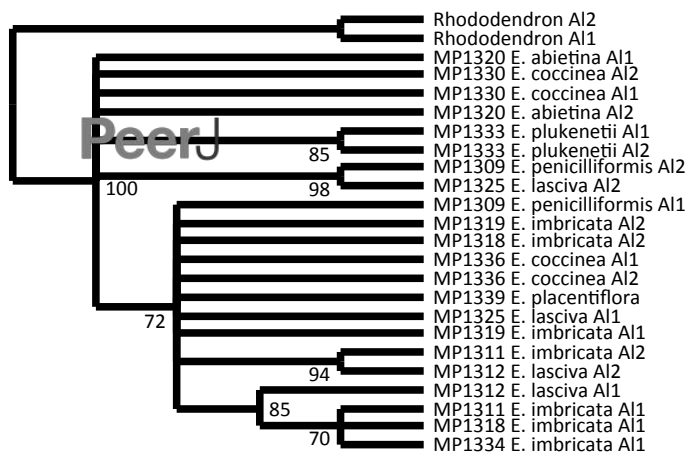 Rhododendron Al2
Rhododendron Al1
MP1320 E. abietina Al1
MP1330 E. coccinea Al2
MP1330 E. coccinea Al1
MP1320 E. abietina Al2
PeerJ
MP1333 E. plukenetii Al1
85
MP1333 E. plukenetii Al2
MP1309 E. penicilliformis Al2
100
98
MP1325 E. lasciva Al2
MP1309 E. penicilliformis Al1
MP1319 E. imbricata Al2
MP1318 E. imbricata Al2
MP1336 E. coccinea Al1
MP1336 E. coccinea Al2
MP1339 E. placentiflora
72
MP1325 E. lasciva Al1
MP1319 E. imbricata Al1
MP1311 E. imbricata Al2
94
MP1312 E. lasciva Al2
MP1312 E. lasciva Al1
85
MP1311 E. imbricata Al1
MP1318 E. imbricata Al1
70
MP1334 E. imbricata Al1